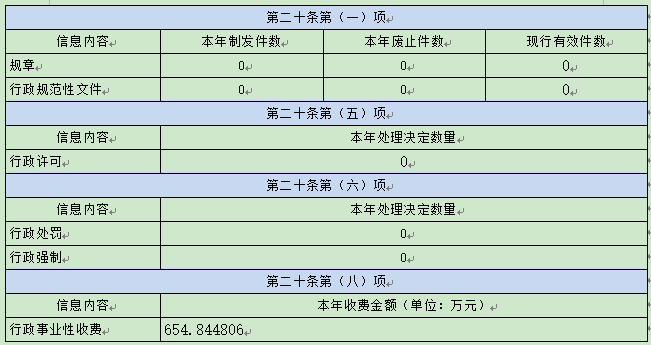 第二十条第（一）项
信息内容 本年制发件数 本年废止件数 现行有效件数
规章 0 0 0
行政规范性文件 0 0 0
第二十条第（五）项
信息内容 本年处理决定数量
行政许可 0
第二十条第（六）项
信息内容 本年处理决定数量
行政处罚 0
行政强制 0
第二十条第（八）项
信息内容 本年收费金额（单位：万元）
行政事业性收费 654.844806